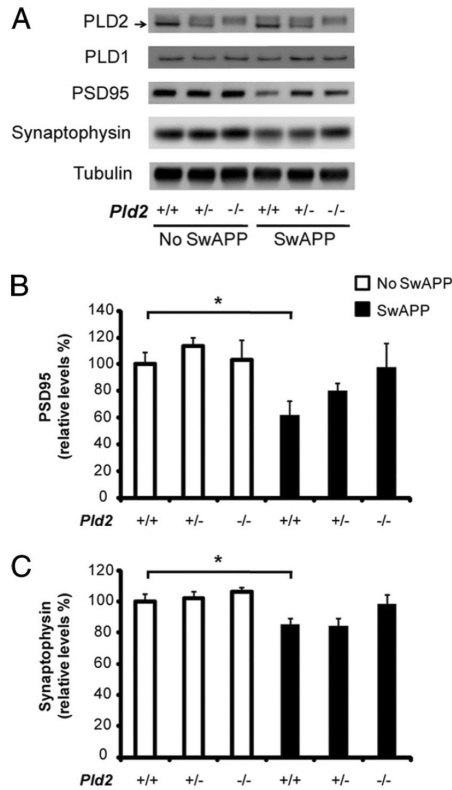 A
PLD2
PLD1
PSD95
Synaptophysin
Tubulin
Pld2 +/+ +/- -/- +/+ +/- -/-
No SwAPP SwAPP
B
No SwAPP
SwAPP
*
PSD95
(relative levels %)
140
120
100
80
60
40
20
0
Pld2 +/+ +/- -/- +/+ +/- -/-
C
*
Synaptophysin
(relative levels %)
120
100
80
60
40
20
0
Pld2 +/+ +/- -/- +/+ +/- -/-